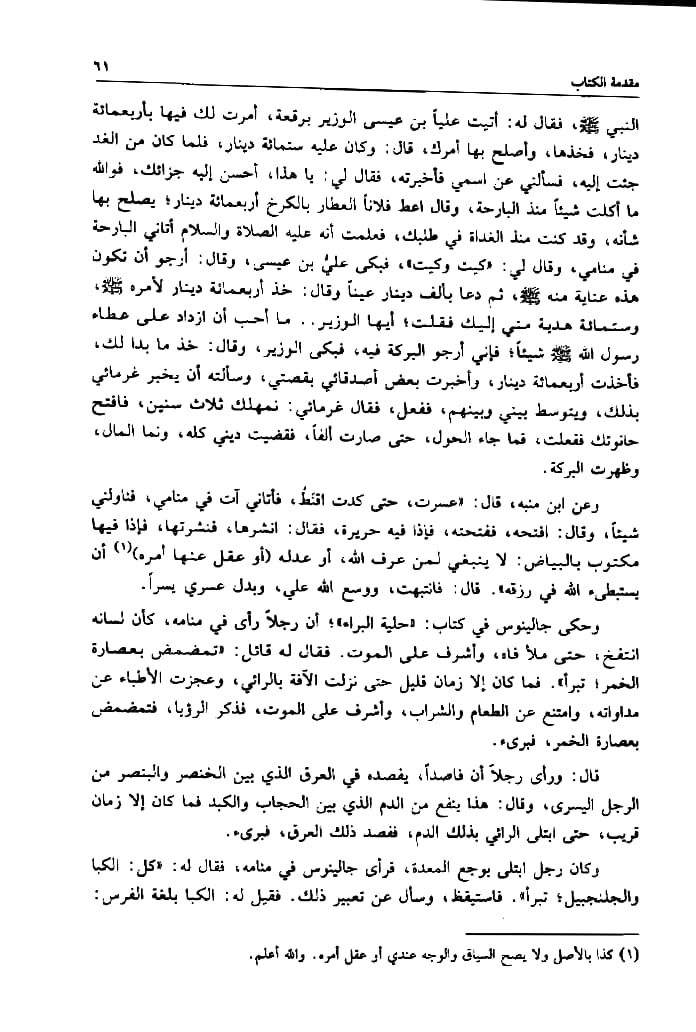 مقدمة الكتاب
٦١
النبي ﷺ، فقال له: أتيت علياً بن عيسى الوزير برقعة، أمرت لك فيها بأربعمائة
دينار، فخذها، وأصلح بها أمرك، قال: وكان عليه ستمائة دينار، فلما كان من الغد
جئت إليه، فسألني عن اسمي فأخبرته، فقال لي: يا هذا، أحسن إليه جزائك، فوالله
ما أكلت شيئاً منذ البارحة، وقال اعط فلاناً العطار بالكرخ أربعمائة دينار؛ يصلح بها
شأنه، وقد كنت منذ الغداة في طلبك، فعلمت أنه عليه الصلاة والسلام أتاني البارحة
في منامي، وقال لي: «كيت وكيت»، فبكى عليُ بن عيسى، وقال: أرجو أن تكون
هذه عناية منه ﷺ، ثم دعا بألف دينار عيناً وقال: خذ أربعمائة دينار لأمره ﷺ،
وستمائة هدية مني إليك فقلت؛ أيها الوزير.. ما أحب أن ازداد على عطاء
رسول الله ﷺ شيئاً؛ فإني أرجو البركة فيه، فبكى الوزير، وقال: خذ ما بدا لك،
فأخذت أربعمائة دينار، وأخبرت بعض أصدقائي بقصتي، وسألته أن يخبر غرمائي
بذلك، ويتوسط بيني وبينهم، ففعل، فقال غرمائي: نمهلك ثلاث سنين، فافتح
حانوتك ففعلت، فما جاء الحول، حتى صارت ألفاً، فقضيت ديني كله، ونما المال،
وظهرت البركة.
وعن ابن منبه، قال: «عسرت، حتى كدت اقنَطُ، فأتاني آت في منامي، فناولني
شيئاً، وقال: افتحه، ففتحته، فإذا فيه حريرة، فقال: انشرها، فنشرتها، فإذا فيها
مكتوب بالبياض: لا ينبغي لمن عرف الله، أو عدله (أو عقل عنها أمره)(١) أن
يستبطىء الله في رزقه». قال: فانتبهت، ووسع الله علي، وبدل عسري يسراً.
وحكى جالينوس في كتاب: «حلية البراء»؛ أن رجلاً رأى في منامه، كأن لسانه
انتفخ، حتى ملأ فاه، وأشرف على الموت. فقال له قائل: «تمضمض بعصارة
الخمر؛ تبرأ». فما كان إلا زمان قليل حتى نزلت الآفة بالرائي، وعجزت الأطباء عن
مداواته، وامتنع عن الطعام والشراب، وأشرف على الموت، فذكر الرؤيا، فتمضمض
بعصارة الخمر، فبرىء.
قال: ورأى رجلاً أن فاصداً، يفصده في العرق الذي بين الخنصر والبنصر من
الرجل اليسرى، وقال: هذا ينفع من الدم الذي بين الحجاب والكبد فما كان إلا زمان
قريب، حتى ابتلى الرائي بذلك الدم، ففصد ذلك العرق، فبرىء.
وكان رجل ابتلى بوجع المعدة، فرأى جالينوس في منامه، فقال له: «كل: الكبا
والجلنجبيل؛ تبرأ». فاستيقظ، وسأل عن تعبير ذلك. فقيل له: الكبا بلغة الفرس:
(١) كذا بالأصل ولا يصح السياق والوجه عندي أو عقل أمره. والله أعلم.